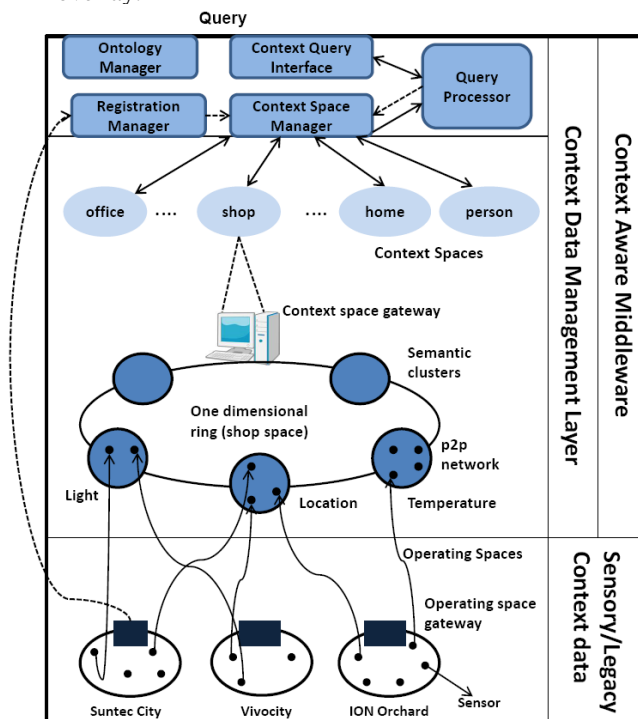 Query
Ontology
Manager
Context Query
Interface
Query
Processor
Registration
Manager
Context Space
Manager
office
....
shop
....
home
person
Context Spaces
Context space gateway
Semantic
clusters
One dimensional
ring (shop space)
p2p
network
Light
Location
Temperature
Operating Spaces
Operating space
gateway
Sensor
Suntec City
Vivocity
ION Orchard
Context Data Management Layer
Context Aware Middleware
Sensory/Legacy
Context data